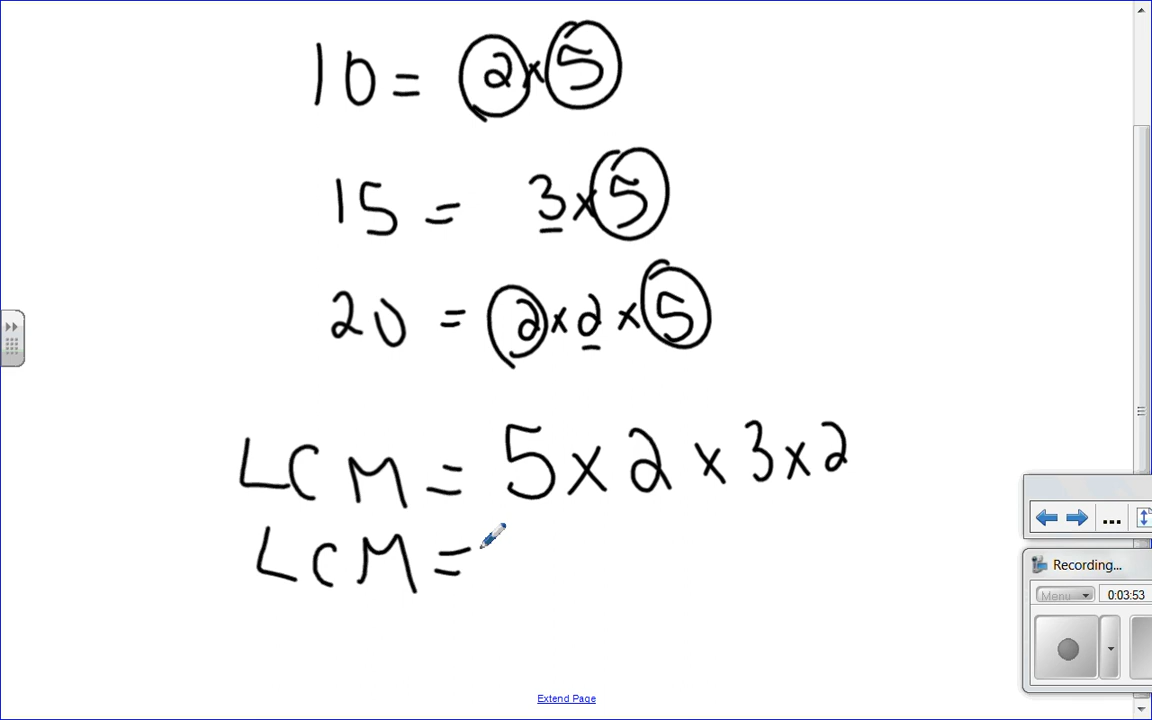 10 = 2 x 5
15 = 3 x 5
20 = 2 x 2 x 5
LCM = 5 x 2 x 3 x 2
LCM =
...
Recording...
Menu
0:03:53
Extend Page